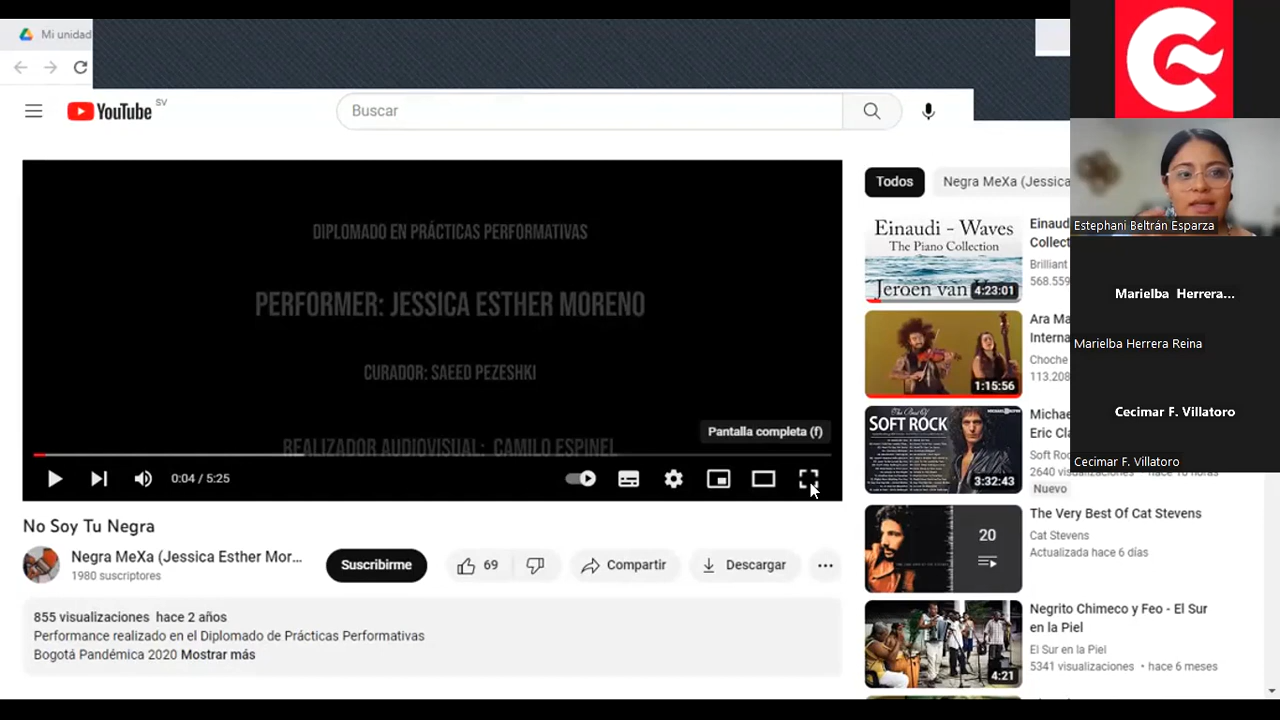 Mi unidad
YouTube SV
Buscar
DIPLOMADO EN PRÁCTICAS PERFORMATIVAS
PERFORMER: JESSICA ESTHER MORENO
CURADOR: SAEED PEZESHKI
REALIZADOR AUDIOVISUAL: CAMILO ESPINEL
Pantalla completa (f)
0:04 / 5:25
No Soy Tu Negra
Negra MeXa (Jessica Esther Mor...
1980 suscriptores
Suscribirme
69
Compartir
Descargar
855 visualizaciones hace 2 años
Performance realizado en el Diplomado de Prácticas Performativas
Bogotá Pandémica 2020 Mostrar más
Todos
Negra MeXa (Jessica
Einaudi - Waves
The Piano Collection
Jeroen van
4:23:01
Einau
Collect
Brilliant
568.559
1:15:56
Ara Ma
Interna
Choche
113.208
The Best Of
SOFT ROCK
3:32:43
Michae
Eric Cla
Soft Ro
2640 visualizaciones
Nuevo
20
The Very Best Of Cat Stevens
Cat Stevens
Actualizada hace 6 días
4:21
Negrito Chimeco y Feo - El Sur
en la Piel
El Sur en la Piel
5341 visualizaciones • hace 6 meses
Estephani Beltrán Esparza
Marielba Herrera...
Marielba Herrera Reina
Cecimar F. Villatoro
Cecimar F. Villatoro